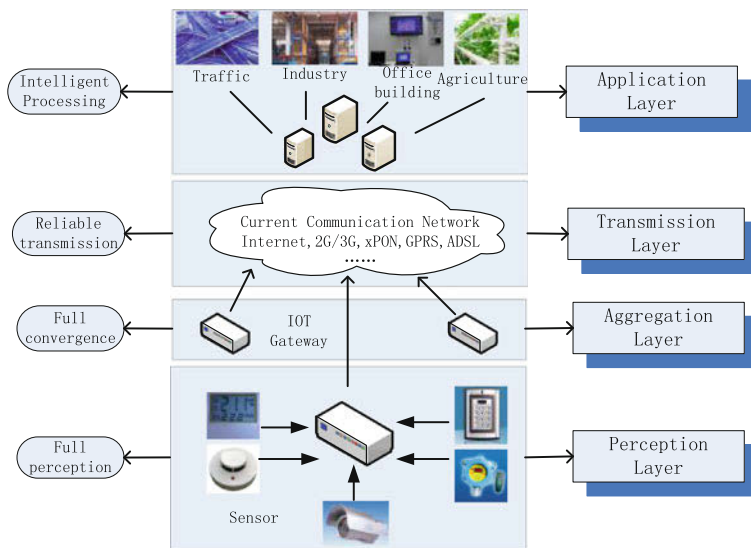 Traffic
Industry
Office
building
Agriculture
Intelligent
Processing
Application
Layer
Current Communication Network
Internet,2G/3G,xPON,GPRS,ADSL
......
Reliable
transmission
Transmission
Layer
Full
convergence
IOT
Gateway
Aggregation
Layer
Full
perception
Sensor
Perception
Layer